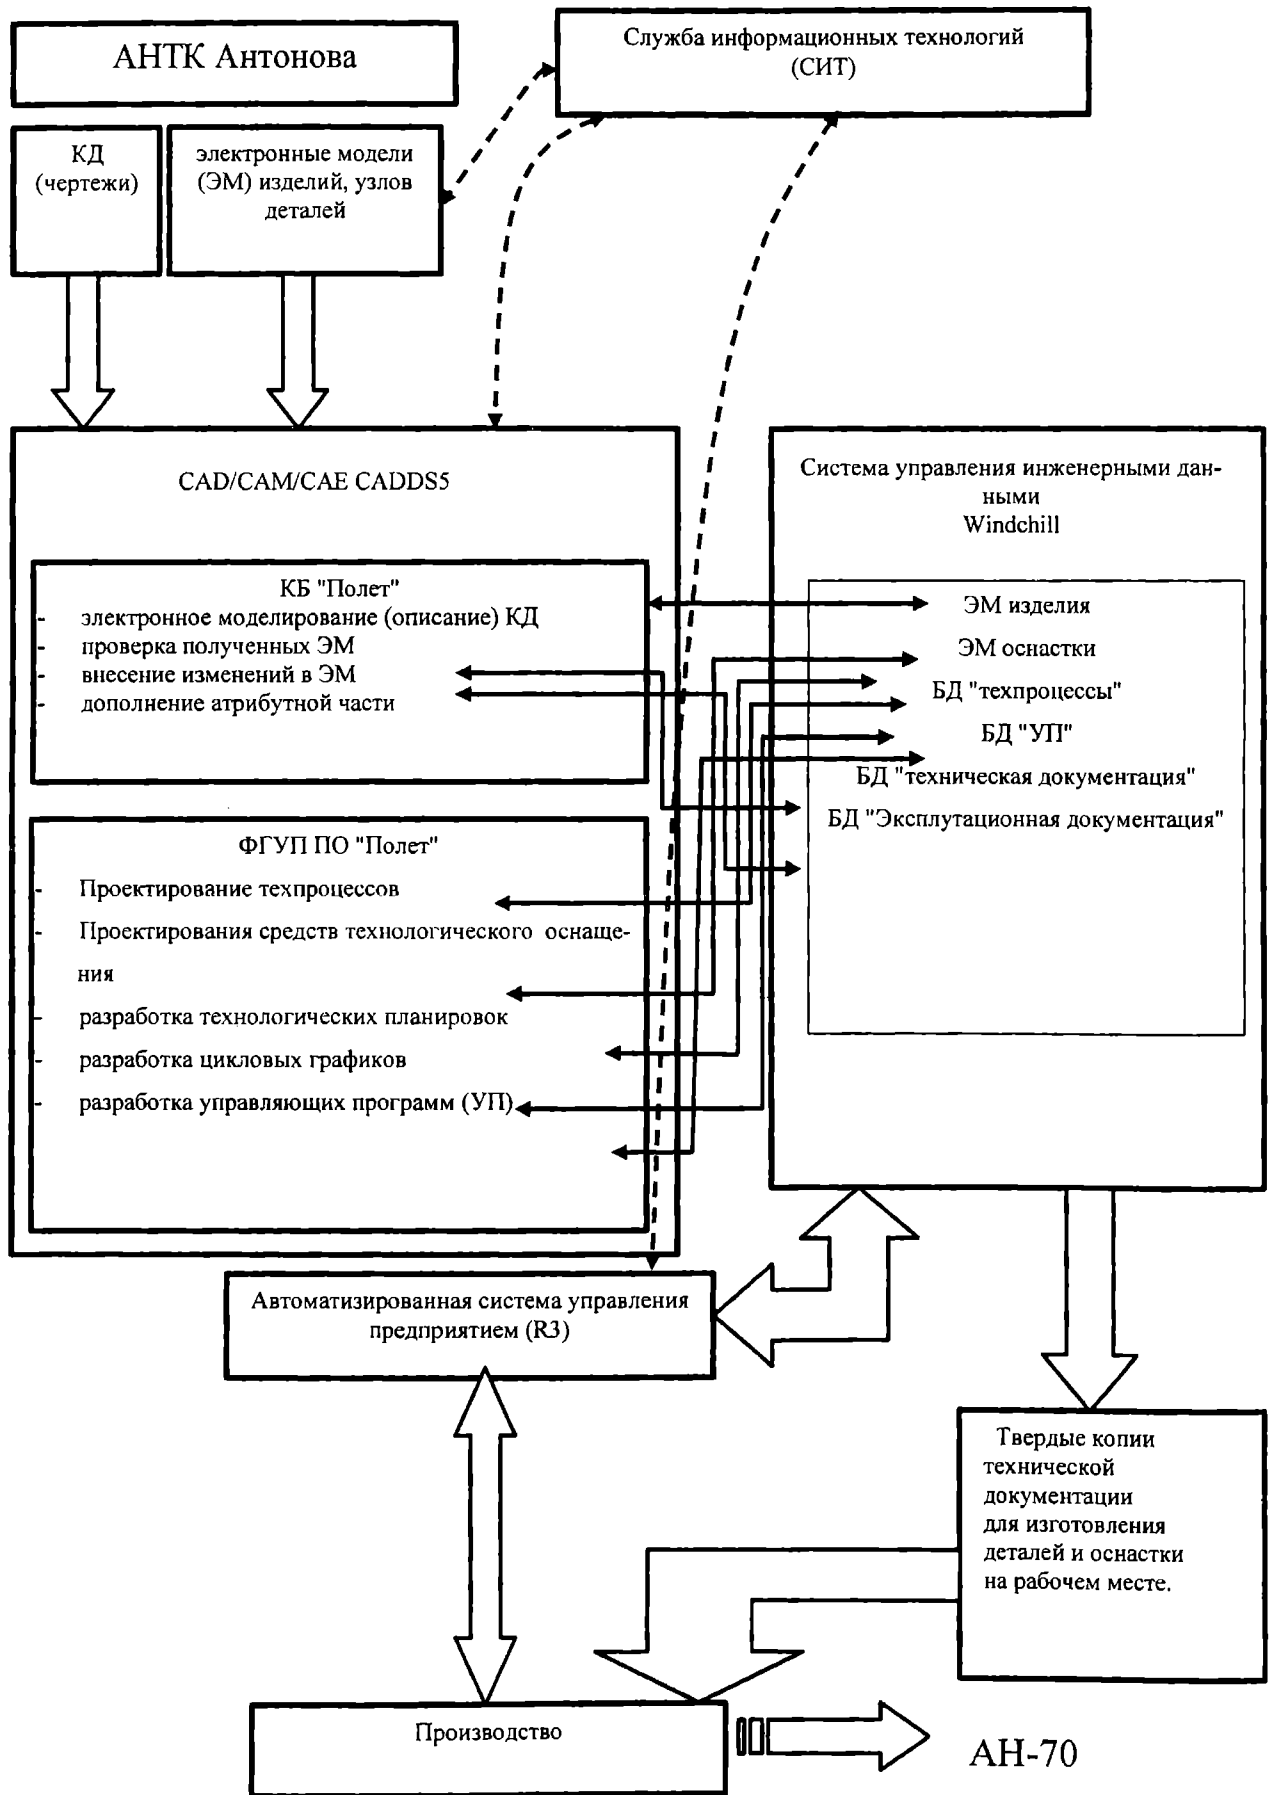 АНТК Антонова
Служба информационных технологий
(СИТ)
КД
(чертежи)
электронные модели
(ЭМ) изделий, узлов
деталей
CAD/CAM/CAE CADDS5
КБ "Полет"
- электронное моделирование (описание) КД
- проверка полученных ЭМ
- внесение изменений в ЭМ
- дополнение атрибутной части
ФГУП ПО "Полет"
- Проектирование техпроцессов
- Проектирования средств технологического оснаще-
ния
- разработка технологических планировок
- разработка цикловых графиков
- разработка управляющих программ (УП)
Система управления инженерными дан-
ными
Windchill
ЭМ изделия
ЭМ оснастки
БД "техпроцессы"
БД "УП"
БД "техническая документация"
БД "Эксплутационная документация"
Автоматизированная система управления
предприятием (R3)
Твердые копии
технической
документации
для изготовления
деталей и оснастки
на рабочем месте.
Производство
АН-70